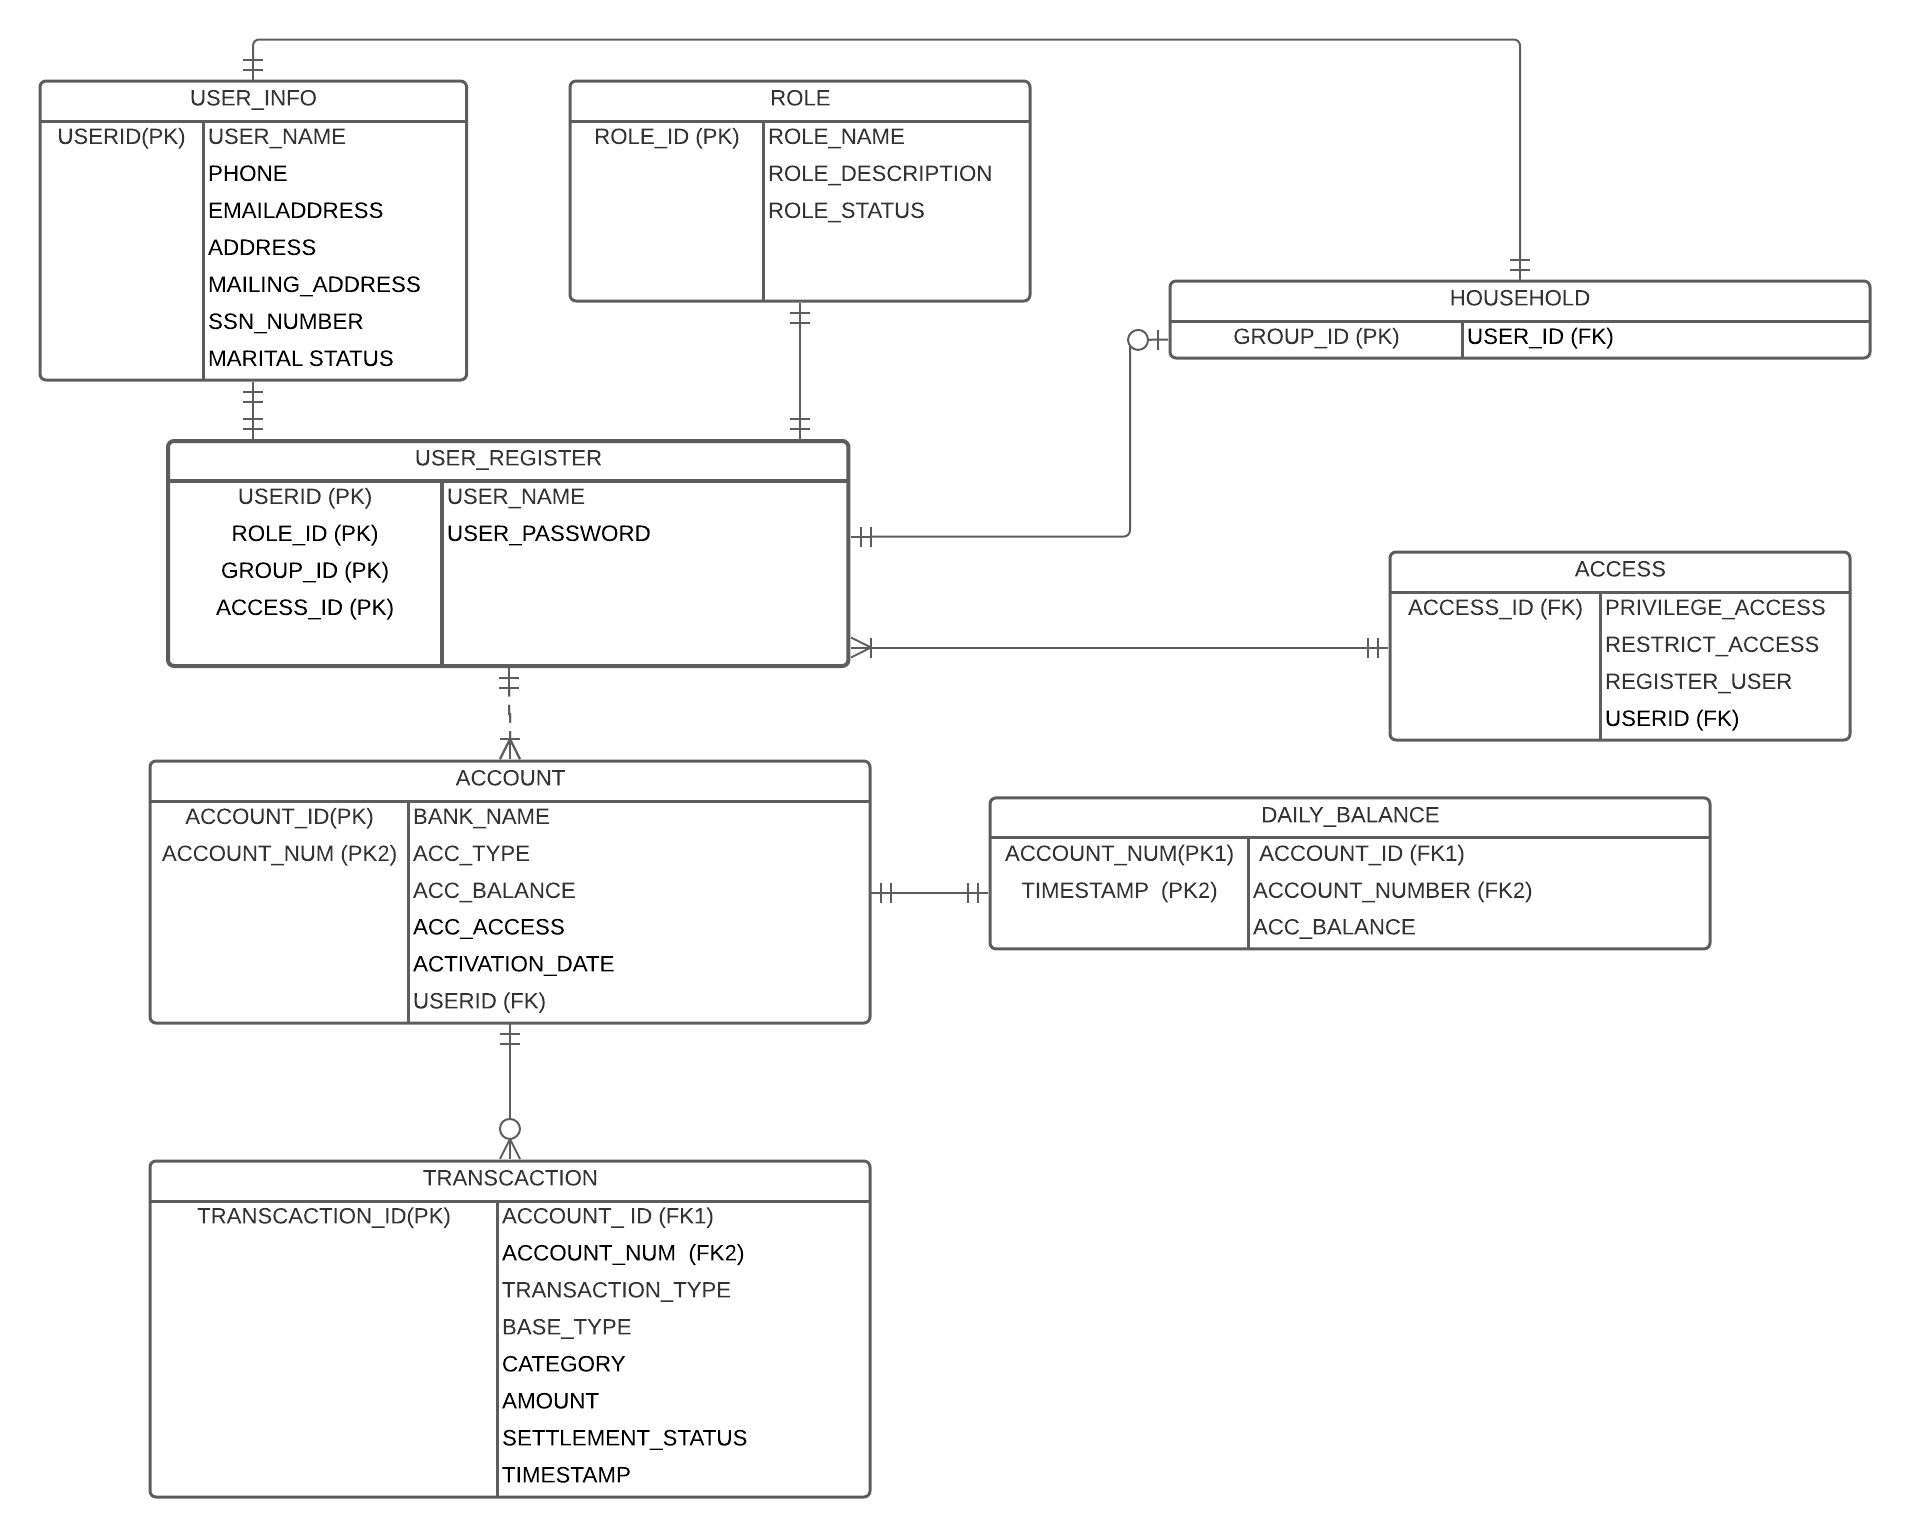 USER_INFO
USERID(PK)
USER_NAME
PHONE
EMAILADDRESS
ADDRESS
MAILING_ADDRESS
SSN_NUMBER
MARITAL STATUS
ROLE
ROLE_ID (PK)
ROLE_NAME
ROLE_DESCRIPTION
ROLE_STATUS
HOUSEHOLD
GROUP_ID (PK)
USER_ID (FK)
USER_REGISTER
USERID (PK)
ROLE_ID (PK)
GROUP_ID (PK)
ACCESS_ID (PK)
USER_NAME
USER_PASSWORD
ACCESS
ACCESS_ID (FK)
PRIVILEGE_ACCESS
RESTRICT_ACCESS
REGISTER_USER
USERID (FK)
ACCOUNT
ACCOUNT_ID(PK)
ACCOUNT_NUM (PK2)
BANK_NAME
ACC_TYPE
ACC_BALANCE
ACC_ACCESS
ACTIVATION_DATE
USERID (FK)
DAILY_BALANCE
ACCOUNT_NUM(PK1)
TIMESTAMP (PK2)
ACCOUNT_ID (FK1)
ACCOUNT_NUMBER (FK2)
ACC_BALANCE
TRANSCACTION
TRANSCACTION_ID(PK)
ACCOUNT_ ID (FK1)
ACCOUNT_NUM (FK2)
TRANSACTION_TYPE
BASE_TYPE
CATEGORY
AMOUNT
SETTLEMENT_STATUS
TIMESTAMP